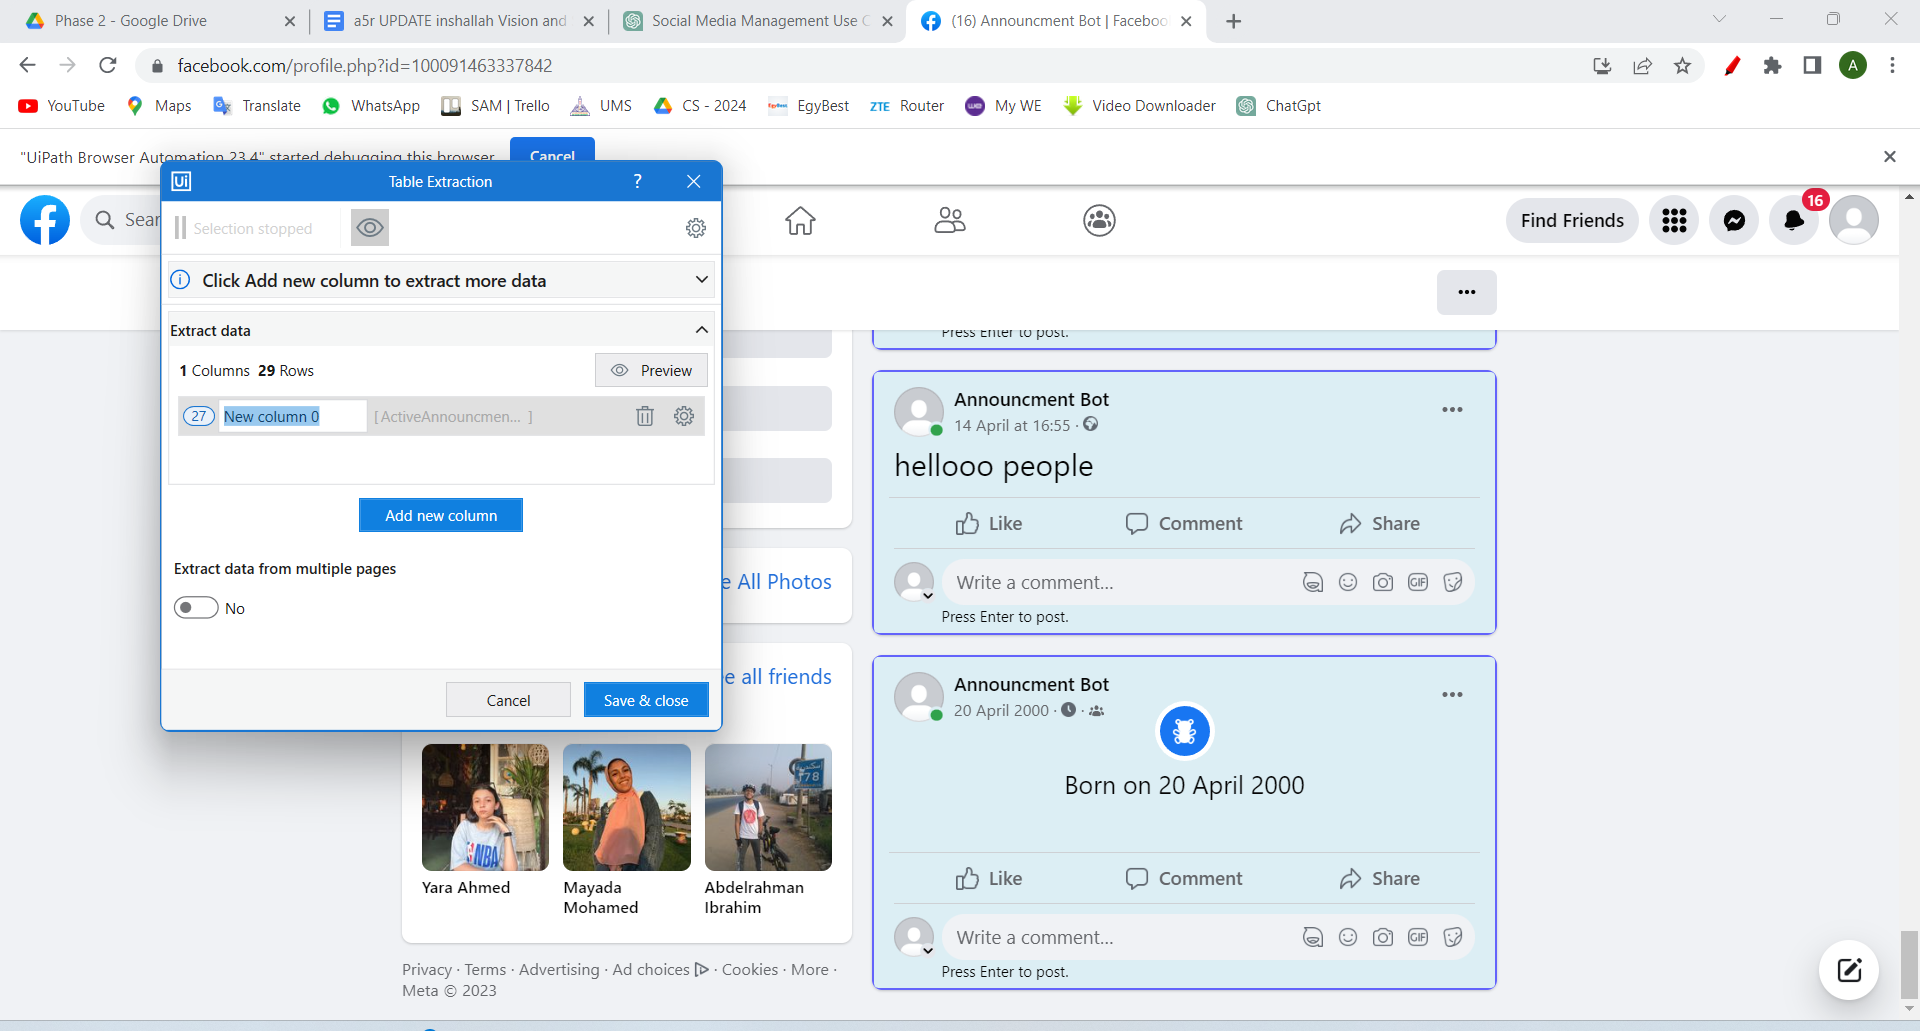 Phase 2 - Google Drive
a5r UPDATE inshallah Vision and
Social Media Management Use C
(16) Announcment Bot | Faceboo
facebook.com/profile.php?id=100091463337842
A
YouTube
Maps
Translate
WhatsApp
SAM | Trello
UMS
CS - 2024
EgyBest
ZTE Router
My WE
Video Downloader
ChatGpt
"UiPath Browser Automation 23.4" started debugging this browser
Cancel
Ui
Table Extraction
?
Sear
Selection stopped
Find Friends
16
Click Add new column to extract more data
Extract data
1 Columns 29 Rows
Preview
27
New column 0
[ActiveAnnouncmen... ]
Add new column
Extract data from multiple pages
No
Cancel
Save & close
Press Enter to post.
Announcment Bot
14 April at 16:55 ·
hellooo people
Like
Comment
Share
Write a comment...
GIF
Press Enter to post.
e All Photos
e all friends
Announcment Bot
20 April 2000 · ·
Born on 20 April 2000
Like
Comment
Share
Write a comment...
GIF
Press Enter to post.
NBA
178
Yara Ahmed
Mayada
Mohamed
Abdelrahman
Ibrahim
Privacy · Terms · Advertising · Ad choices · Cookies · More ·
Meta © 2023